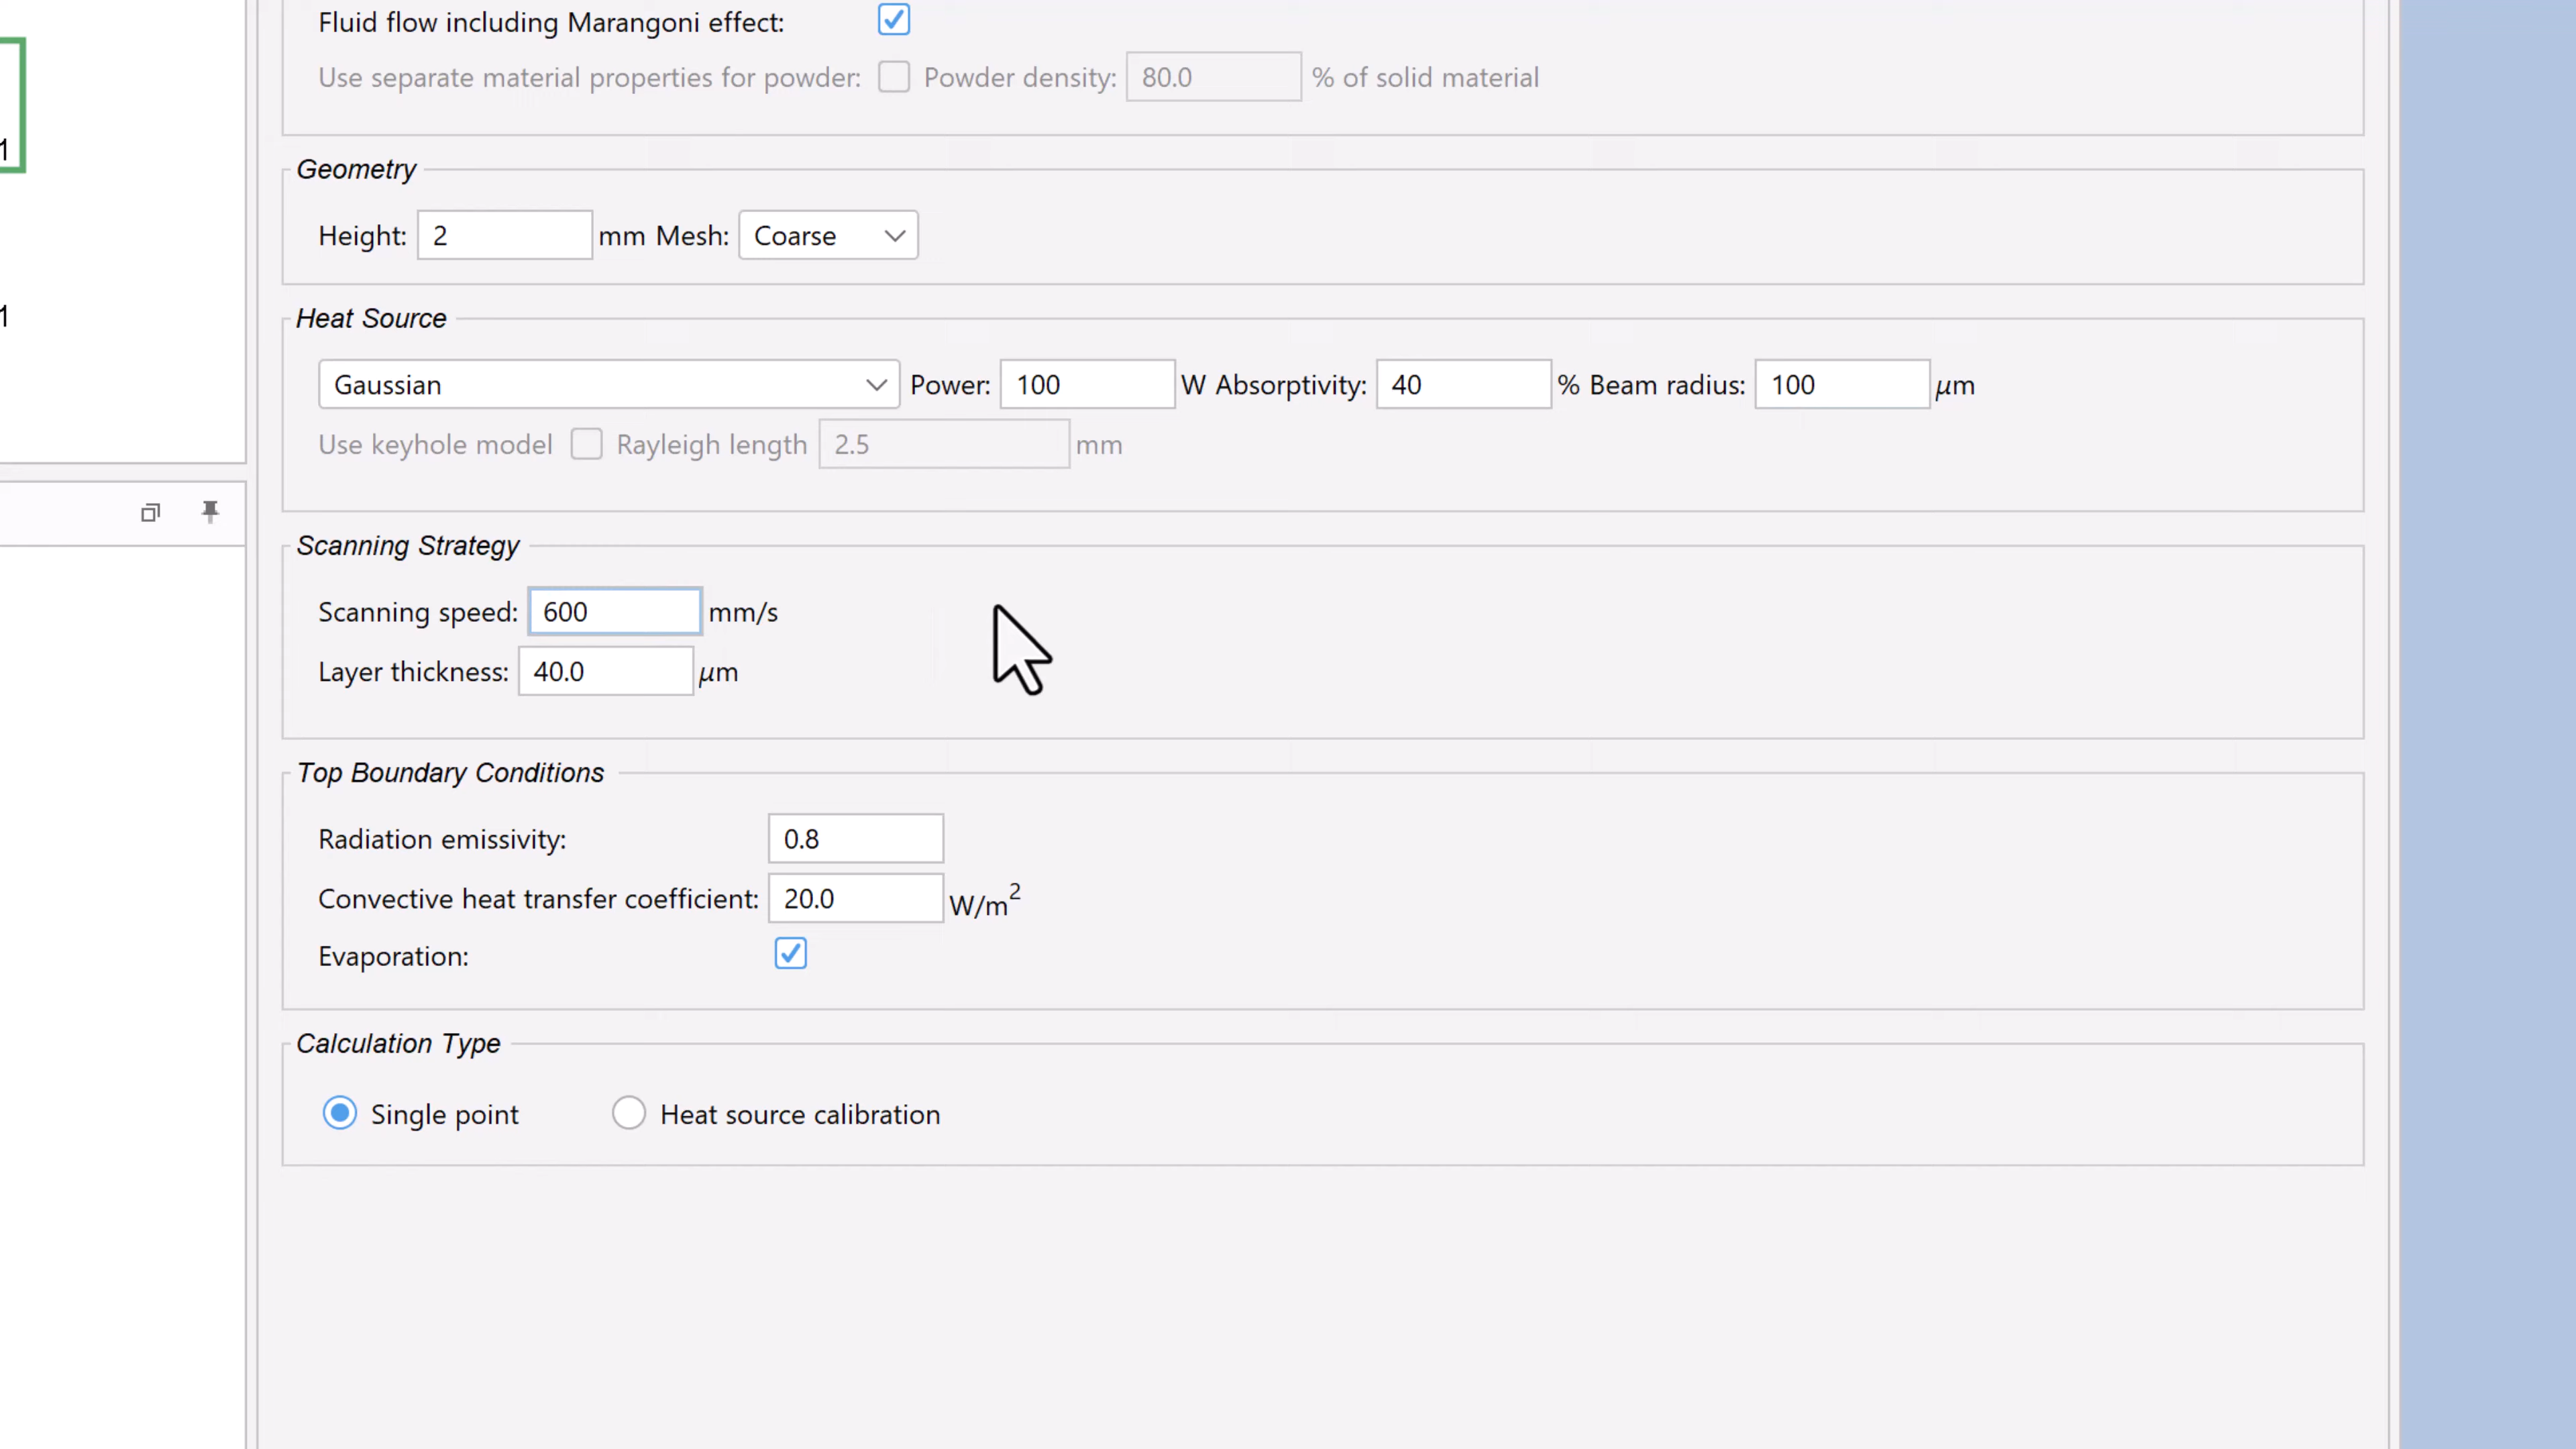 Fluid flow including Marangoni effect:
Use separate material properties for powder: Powder density: 80.0 % of solid material
1
Geometry
Height: 2 mm Mesh: Coarse
Heat Source
1
Gaussian Power: 100 W Absorptivity: 40 % Beam radius: 100 μm
Use keyhole model Rayleigh length 2.5 mm
Scanning Strategy
Scanning speed: 600 mm/s
Layer thickness: 40.0 μm
Top Boundary Conditions
Radiation emissivity: 0.8
Convective heat transfer coefficient: 20.0 W/m²
Evaporation:
Calculation Type
Single point Heat source calibration